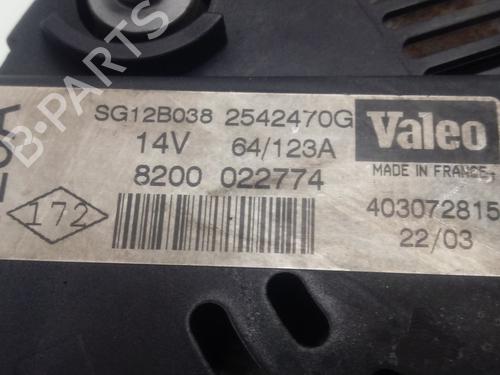 SG12B038 2542470G
Valeo
14V 64/123A
MADE IN FRANCE
8200 022774
172
403072815
22/03
B-PARTS